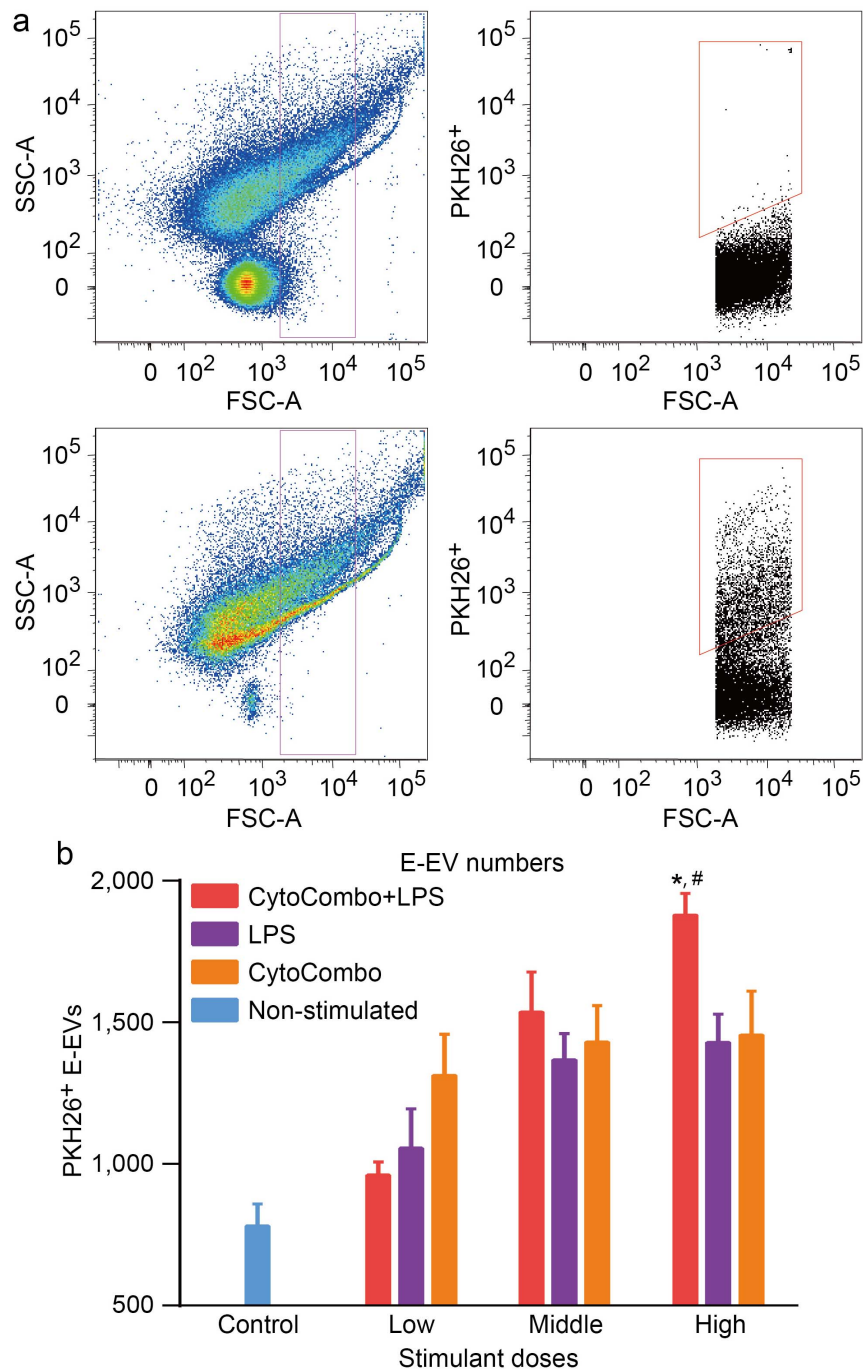 a
10⁵
10⁴
10³
10²
0
SSC-A
0 10² 10³ 10⁴ 10⁵
FSC-A
10⁵
10⁴
10³
10²
0
PKH26⁺
0 10² 10³ 10⁴ 10⁵
FSC-A
10⁵
10⁴
10³
10²
0
SSC-A
0 10² 10³ 10⁴ 10⁵
FSC-A
10⁵
10⁴
10³
10²
0
PKH26⁺
0 10² 10³ 10⁴ 10⁵
FSC-A
b
E-EV numbers
2,000
1,500
1,000
500
PKH26⁺ E-EVs
CytoCombo+LPS
LPS
CytoCombo
Non-stimulated
*, #
Control Low Middle High
Stimulant doses